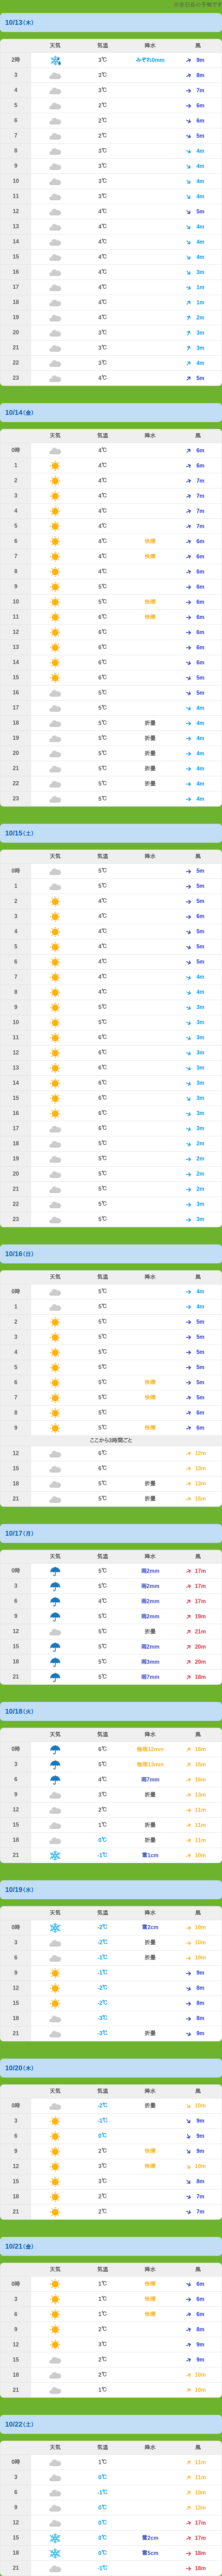 ※車岳高の予報です
10/13(木)
天気 気温 降水 風
2時 3℃ みぞれ0mm 9m
3 3℃ 8m
4 4℃ 7m
5 2℃ 6m
6 2℃ 6m
7 2℃ 5m
8 3℃ 4m
9 3℃ 4m
10 3℃ 4m
11 3℃ 4m
12 4℃ 5m
13 4℃ 4m
14 4℃ 4m
15 4℃ 4m
16 4℃ 3m
17 4℃ 1m
18 4℃ 1m
19 4℃ 2m
20 3℃ 3m
21 3℃ 3m
22 3℃ 4m
23 4℃ 5m
10/14(金)
天気 気温 降水 風
0時 4℃ 6m
1 4℃ 6m
2 4℃ 7m
3 4℃ 7m
4 4℃ 7m
5 4℃ 7m
6 4℃ 快晴 6m
7 4℃ 快晴 6m
8 4℃ 6m
9 5℃ 6m
10 5℃ 快晴 6m
11 6℃ 快晴 6m
12 6℃ 6m
13 6℃ 6m
14 6℃ 6m
15 6℃ 5m
16 5℃ 5m
17 5℃ 4m
18 5℃ 折曇 4m
19 5℃ 折曇 4m
20 5℃ 折曇 4m
21 5℃ 折曇 4m
22 5℃ 折曇 4m
23 5℃ 4m
10/15(土)
天気 気温 降水 風
0時 5℃ 5m
1 5℃ 5m
2 4℃ 5m
3 4℃ 6m
4 4℃ 5m
5 4℃ 5m
6 4℃ 5m
7 4℃ 4m
8 4℃ 4m
9 5℃ 3m
10 5℃ 3m
11 6℃ 3m
12 6℃ 3m
13 6℃ 3m
14 6℃ 3m
15 6℃ 3m
16 6℃ 3m
17 6℃ 3m
18 5℃ 2m
19 5℃ 2m
20 5℃ 2m
21 5℃ 2m
22 5℃ 3m
23 5℃ 3m
10/16(日)
天気 気温 降水 風
0時 5℃ 4m
1 5℃ 4m
2 5℃ 5m
3 5℃ 5m
4 5℃ 5m
5 5℃ 5m
6 5℃ 快晴 5m
7 5℃ 快晴 5m
8 5℃ 6m
9 5℃ 快晴 6m
ここから3時間ごと
12 6℃ 12m
15 6℃ 13m
18 5℃ 折曇 13m
21 5℃ 折曇 15m
10/17(月)
天気 気温 降水 風
0時 5℃ 雨2mm 17m
3 5℃ 雨2mm 17m
6 4℃ 雨2mm 17m
9 5℃ 雨2mm 19m
12 5℃ 折曇 21m
15 5℃ 雨2mm 20m
18 5℃ 雨3mm 20m
21 5℃ 雨7mm 18m
10/18(火)
天気 気温 降水 風
0時 6℃ 強雨12mm 16m
3 5℃ 強雨13mm 15m
6 4℃ 雨7mm 16m
9 3℃ 折曇 13m
12 2℃ 11m
15 1℃ 折曇 11m
18 0℃ 折曇 11m
21 -1℃ 雪1cm 10m
10/19(水)
天気 気温 降水 風
0時 -2℃ 雪2cm 10m
3 -2℃ 折曇 10m
6 -1℃ 折曇 10m
9 -1℃ 9m
12 -2℃ 8m
15 -2℃ 8m
18 -3℃ 8m
21 -3℃ 折曇 9m
10/20(木)
天気 気温 降水 風
0時 -2℃ 折曇 10m
3 -1℃ 9m
6 0℃ 9m
9 2℃ 快晴 9m
12 3℃ 快晴 10m
15 3℃ 8m
18 2℃ 7m
21 2℃ 7m
10/21(金)
天気 気温 降水 風
0時 1℃ 快晴 6m
3 1℃ 快晴 6m
6 1℃ 快晴 6m
9 2℃ 8m
12 3℃ 9m
15 2℃ 9m
18 2℃ 10m
21 1℃ 10m
10/22(土)
天気 気温 降水 風
0時 1℃ 11m
3 0℃ 11m
6 -1℃ 10m
9 0℃ 13m
12 0℃ 17m
15 0℃ 雪2cm 17m
18 0℃ 雪5cm 18m
21 -1℃ 18m